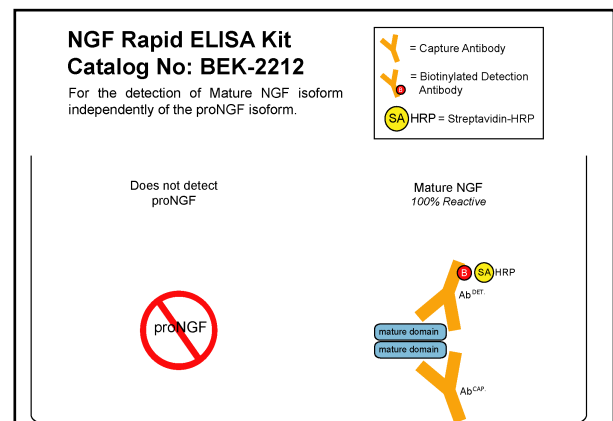 NGF Rapid ELISA Kit
Catalog No: BEK-2212
For the detection of Mature NGF isoform
independently of the proNGF isoform.
= Capture Antibody
= Biotinylated Detection
Antibody
B
SA HRP = Streptavidin-HRP
Does not detect
proNGF
Mature NGF
100% Reactive
proNGF
B SA HRP
Ab DET.
mature domain
mature domain
Ab CAP.